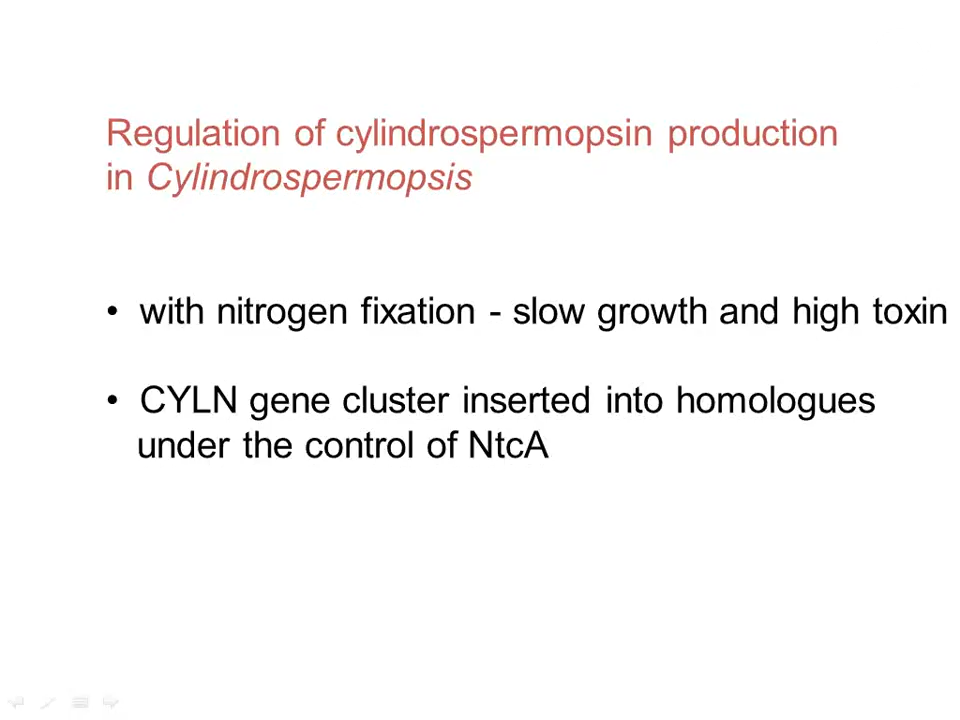 Regulation of cylindrospermopsin production
in Cylindrospermopsis
• with nitrogen fixation - slow growth and high toxin
• CYLN gene cluster inserted into homologues
under the control of NtcA